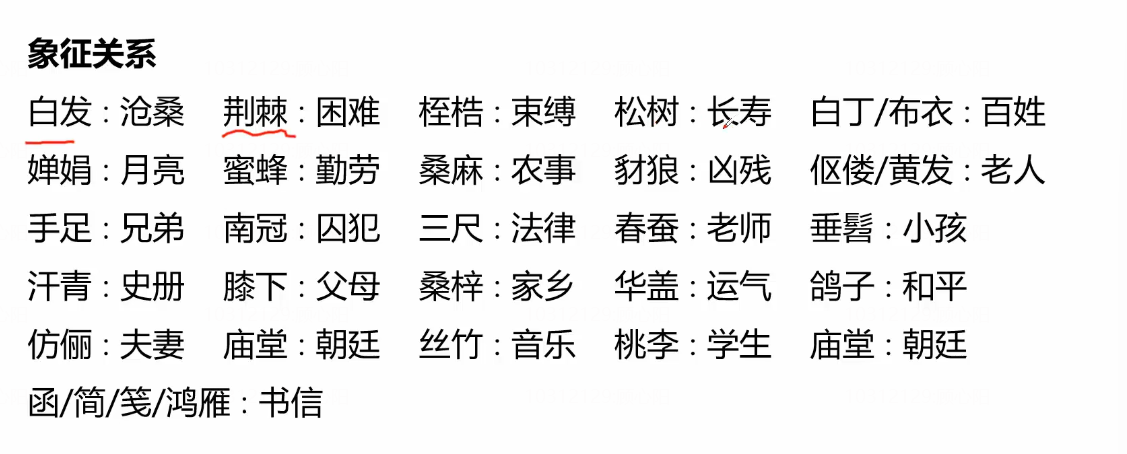 象征关系
白发：沧桑 荆棘：困难 桎梏：束缚 松树：长寿 白丁/布衣：百姓
婵娟：月亮 蜜蜂：勤劳 桑麻：农事 豺狼：凶残 伛偻/黄发：老人
手足：兄弟 南冠：囚犯 三尺：法律 春蚕：老师 垂髫：小孩
汗青：史册 膝下：父母 桑梓：家乡 华盖：运气 鸽子：和平
仿俪：夫妻 庙堂：朝廷 丝竹：音乐 桃李：学生 庙堂：朝廷
函/简/笺/鸿雁：书信